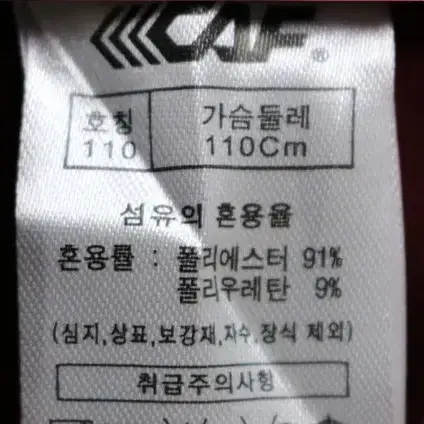 CAF
®
호칭 가슴둘레
110 110Cm
섬유의 혼용율
혼용률 : 폴리에스터 91%
폴리우레탄 9%
(심지,상표,보강재,자수,장식 제외)
취급주의사항